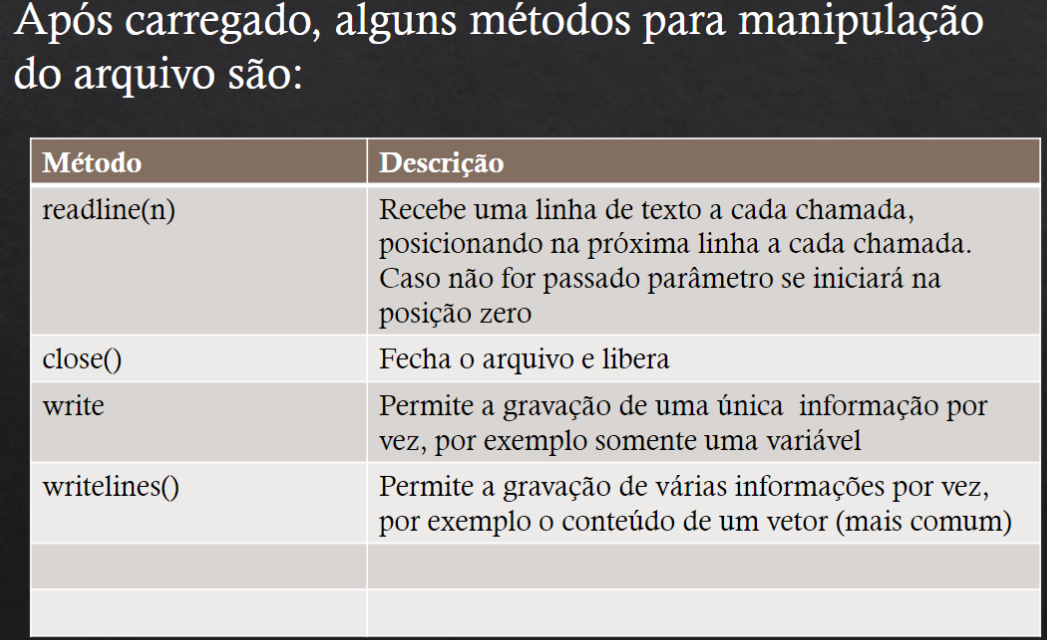 Após carregado, alguns métodos para manipulação
do arquivo são:
Método Descrição
readline(n) Recebe uma linha de texto a cada chamada,
posicionando na próxima linha a cada chamada.
Caso não for passado parâmetro se iniciará na
posição zero
close() Fecha o arquivo e libera
write Permite a gravação de uma única informação por
vez, por exemplo somente uma variável
writelines() Permite a gravação de várias informações por vez,
por exemplo o conteúdo de um vetor (mais comum)